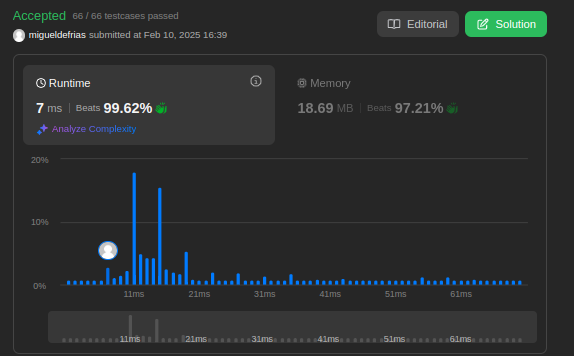 Accepted 66 / 66 testcases passed
migueldefrias submitted at Feb 10, 2025 16:39
Editorial
Solution
Runtime
7 ms | Beats 99.62%
Analyze Complexity
Memory
18.69 MB | Beats 97.21%
20%
10%
0%
11ms 21ms 31ms 41ms 51ms 61ms
11ms 21ms 31ms 41ms 51ms 61ms